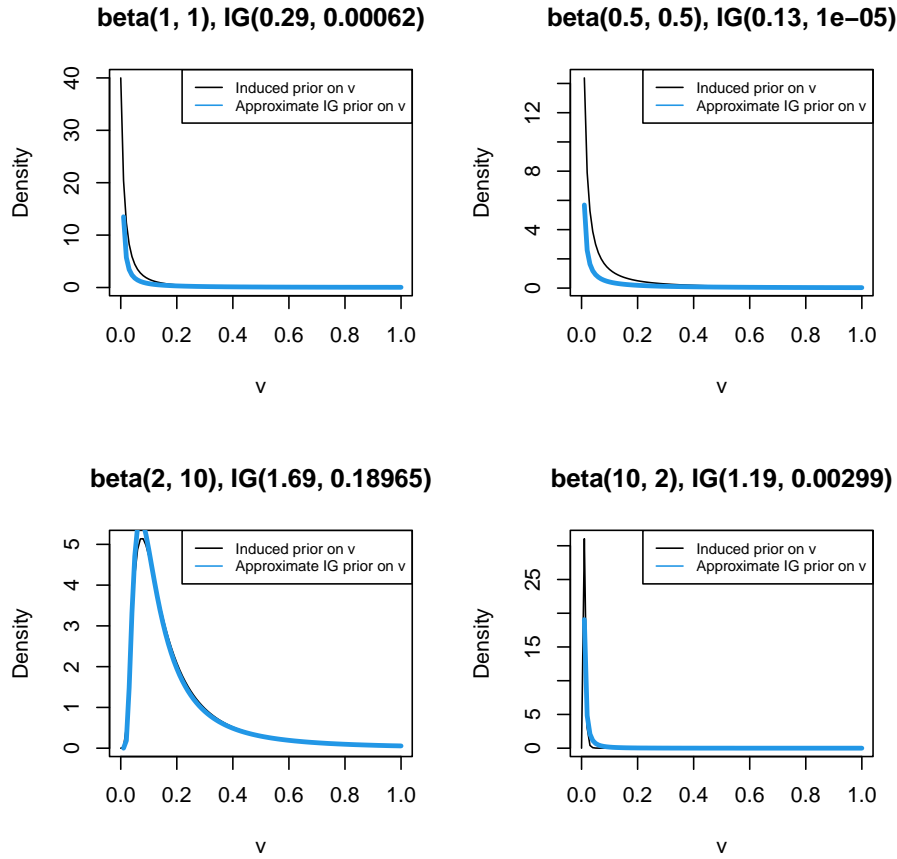 beta(1, 1), IG(0.29, 0.00062)
Density
40
30
20
10
0
Induced prior on v
Approximate IG prior on v
0.0 0.2 0.4 0.6 0.8 1.0
v
beta(0.5, 0.5), IG(0.13, 1e−05)
Density
12
8
4
0
Induced prior on v
Approximate IG prior on v
0.0 0.2 0.4 0.6 0.8 1.0
v
beta(2, 10), IG(1.69, 0.18965)
Density
5
4
3
2
1
0
Induced prior on v
Approximate IG prior on v
0.0 0.2 0.4 0.6 0.8 1.0
v
beta(10, 2), IG(1.19, 0.00299)
Density
25
15
5
0
Induced prior on v
Approximate IG prior on v
0.0 0.2 0.4 0.6 0.8 1.0
v